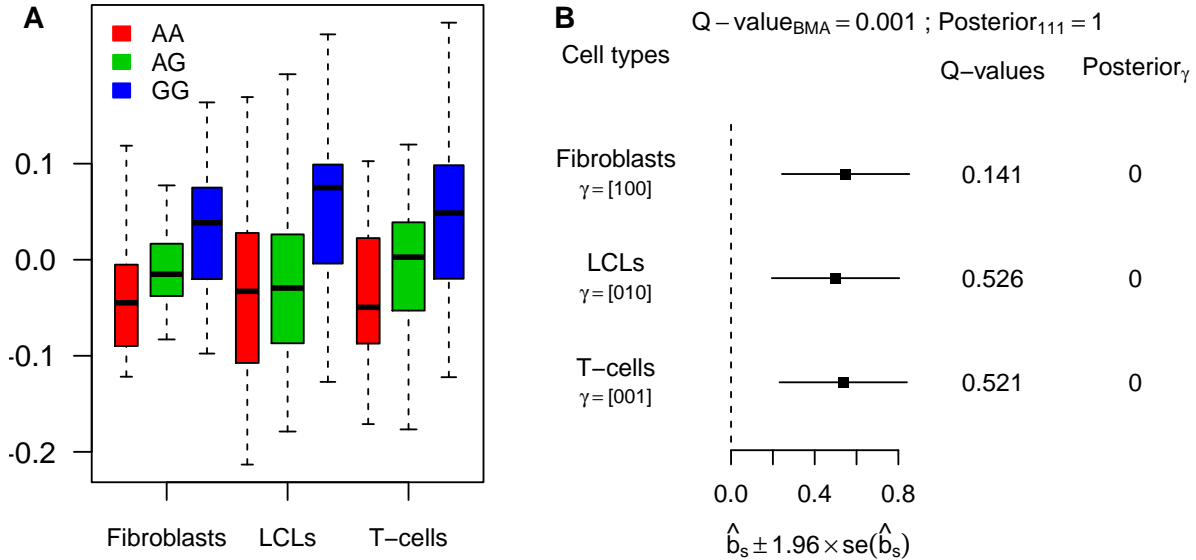 A
AA
AG
GG
0.1
0.0
-0.1
-0.2
Fibroblasts LCLs T−cells
B
Q − value_BMA = 0.001 ; Posterior_111 = 1
Cell types Q−values Posterior_γ
Fibroblasts
γ = [100]
0.141 0
LCLs
γ = [010]
0.526 0
T−cells
γ = [001]
0.521 0
0.0 0.4 0.8
b̂_s ± 1.96 × se(b̂_s)